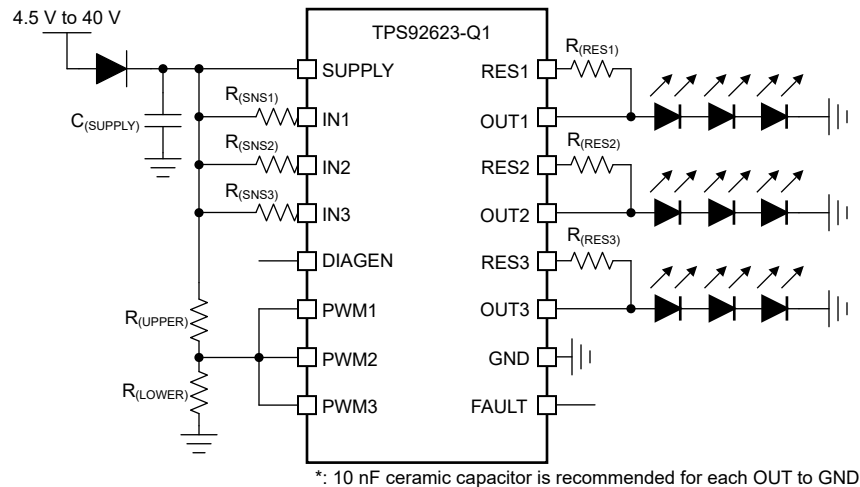 4.5 V to 40 V
TPS92623-Q1
SUPPLY
RES1
R(RES1)
C(SUPPLY)
R(SNS1)
IN1
OUT1
R(SNS2)
IN2
RES2
R(RES2)
R(SNS3)
IN3
OUT2
DIAGEN
RES3
R(RES3)
R(UPPER)
PWM1
OUT3
PWM2
GND
R(LOWER)
PWM3
FAULT
*: 10 nF ceramic capacitor is recommended for each OUT to GND